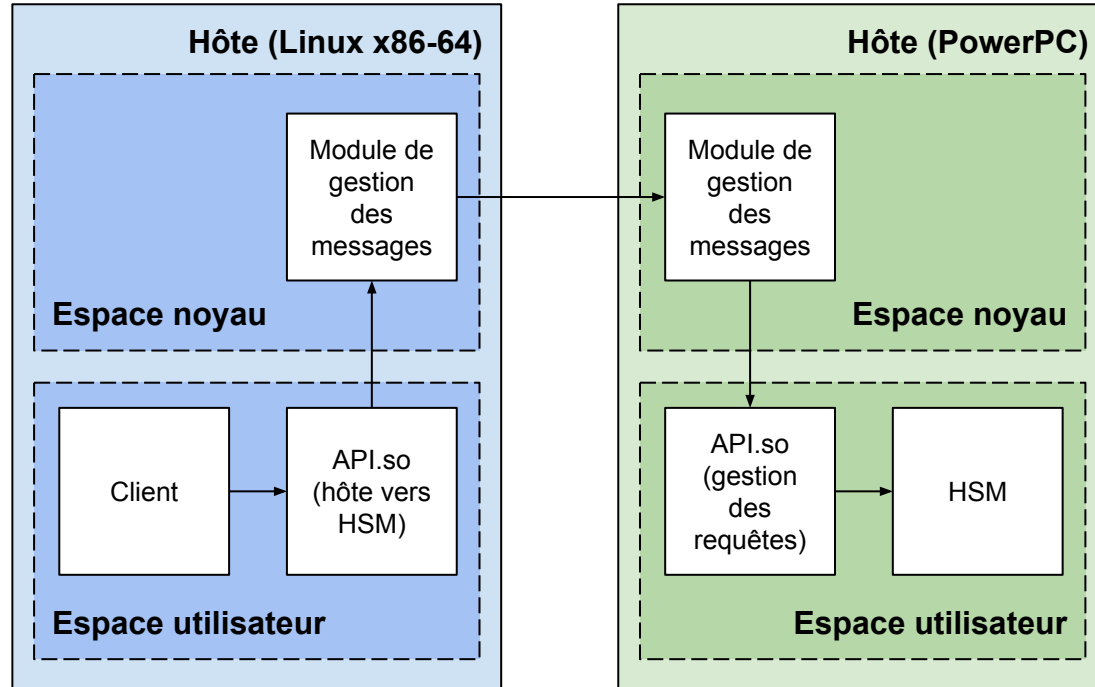 Hôte (Linux x86-64)
Module de
gestion
des
messages
Espace noyau
Client
API.so
(hôte vers
HSM)
Espace utilisateur
Hôte (PowerPC)
Module de
gestion
des
messages
Espace noyau
API.so
(gestion
des
requêtes)
HSM
Espace utilisateur